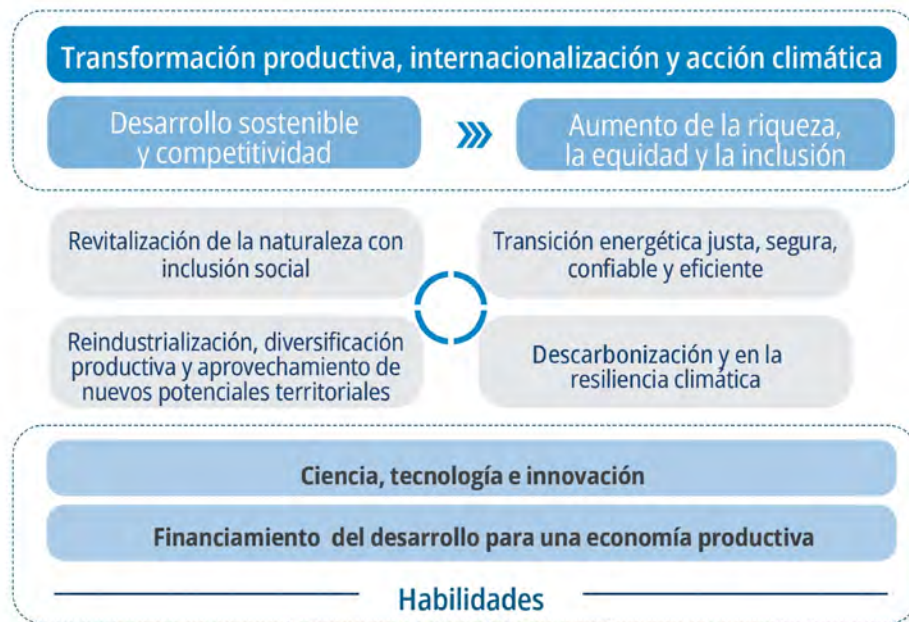 Transformación productiva, internacionalización y acción climática
Desarrollo sostenible
y competitividad
Aumento de la riqueza,
la equidad y la inclusión
Revitalización de la naturaleza con
inclusión social
Transición energética justa, segura,
confiable y eficiente
Reindustrialización, diversificación
productiva y aprovechamiento de
nuevos potenciales territoriales
Descarbonización y en la
resiliencia climática
Ciencia, tecnología e innovación
Financiamiento del desarrollo para una economía productiva
Habilidades